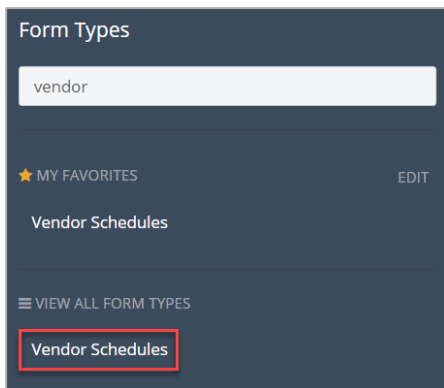 Form Types
vendor
MY FAVORITES EDIT
Vendor Schedules
VIEW ALL FORM TYPES
Vendor Schedules